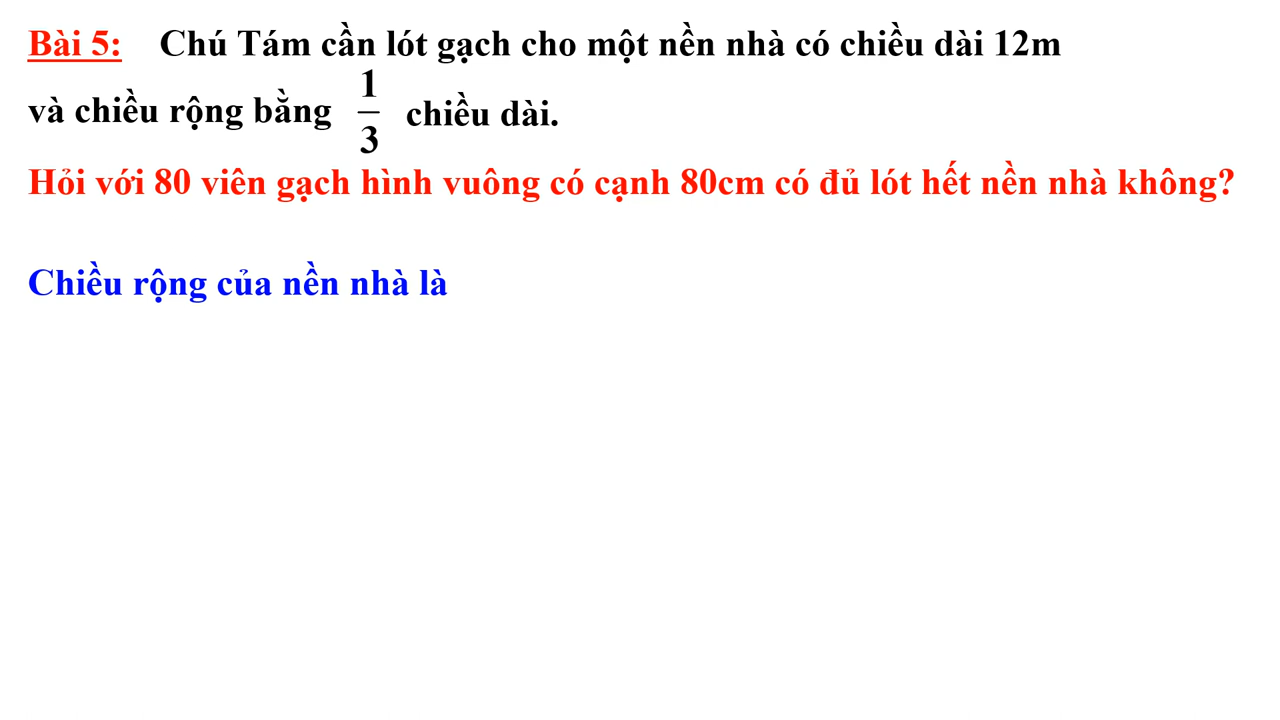 Bài 5: Chú Tám cần lót gạch cho một nền nhà có chiều dài 12m
và chiều rộng bằng 1/3 chiều dài.
Hỏi với 80 viên gạch hình vuông có cạnh 80cm có đủ lót hết nền nhà không?
Chiều rộng của nền nhà là